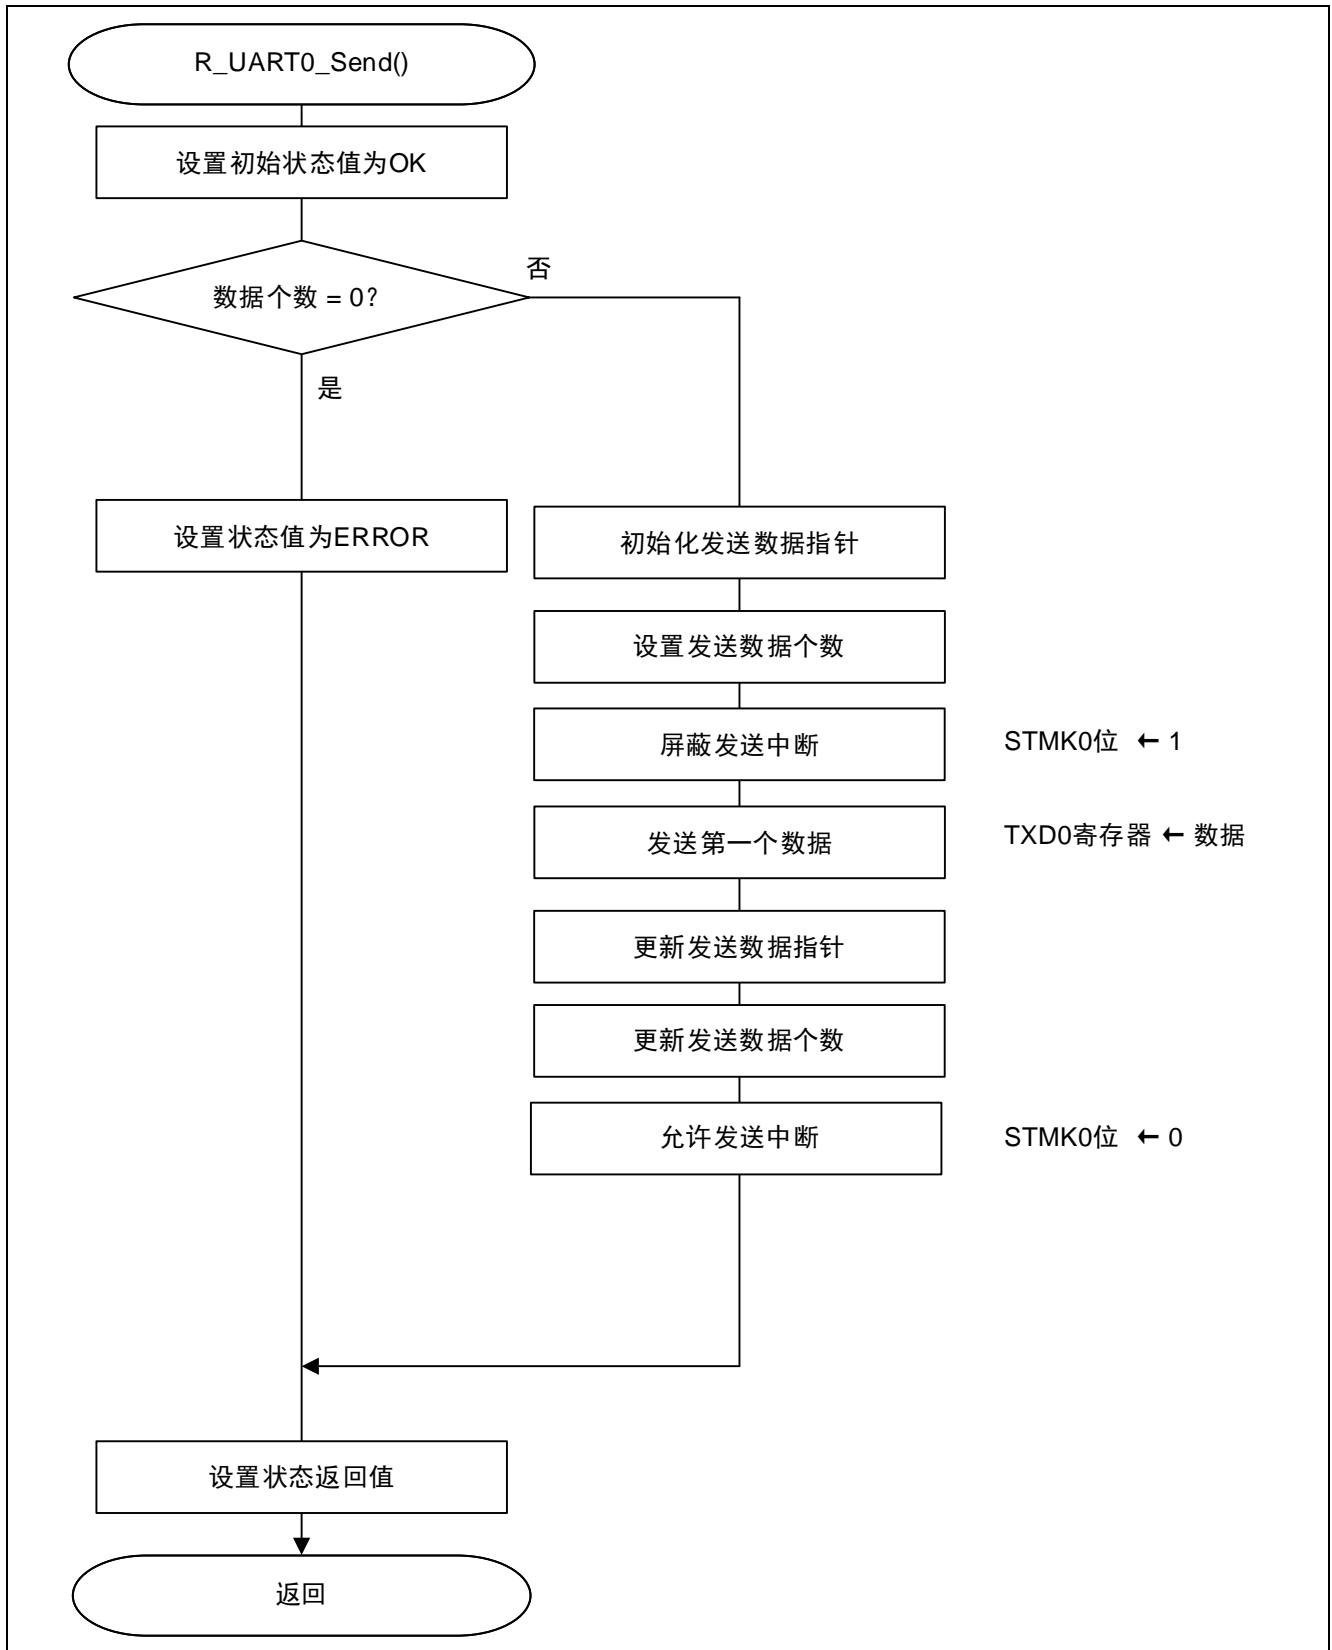 R_UART0_Send()
设置初始状态值为OK
数据个数 = 0?
否
是
设置状态值为ERROR
初始化发送数据指针
设置发送数据个数
屏蔽发送中断
STMK0位 ← 1
发送第一个数据
TXD0寄存器 ← 数据
更新发送数据指针
更新发送数据个数
允许发送中断
STMK0位 ← 0
设置状态返回值
返回